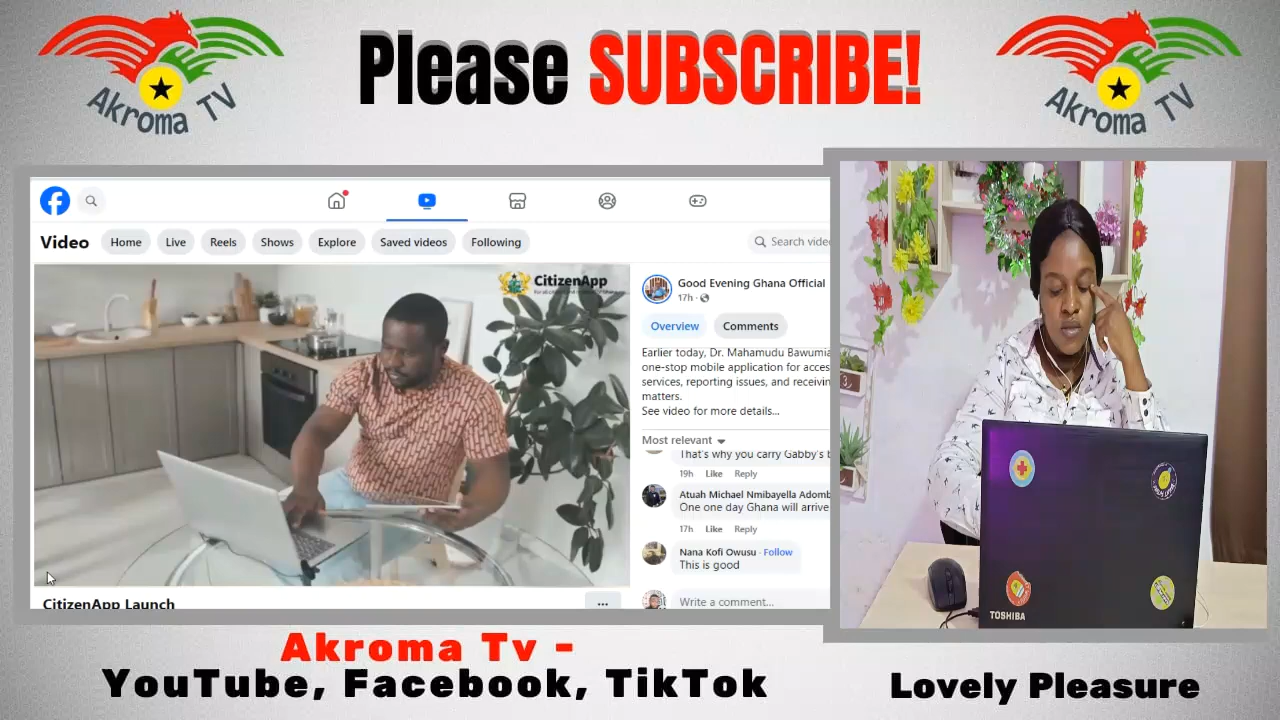 Akroma TV
Please SUBSCRIBE!
Akroma TV
Video
Home
Live
Reels
Shows
Explore
Saved videos
Following
Search
CitizenApp
Good Evening Ghana Official
17h
Overview
Comments
Earlier today, Dr. Mahamudu Bawumia
one-stop mobile application for
services, reporting issues, and
matters.
See video for more details...
Most relevant
That's why you carry Gabby's
19h Like Reply
Atuah Michael Nmibayella
One one day Ghana will arrive
17h Like Reply
Nana Kofi Owusu · Follow
This is good
Write a comment...
CitizenApp Launch
TOSHIBA
Akroma Tv -
YouTube, Facebook, TikTok
Lovely Pleasure